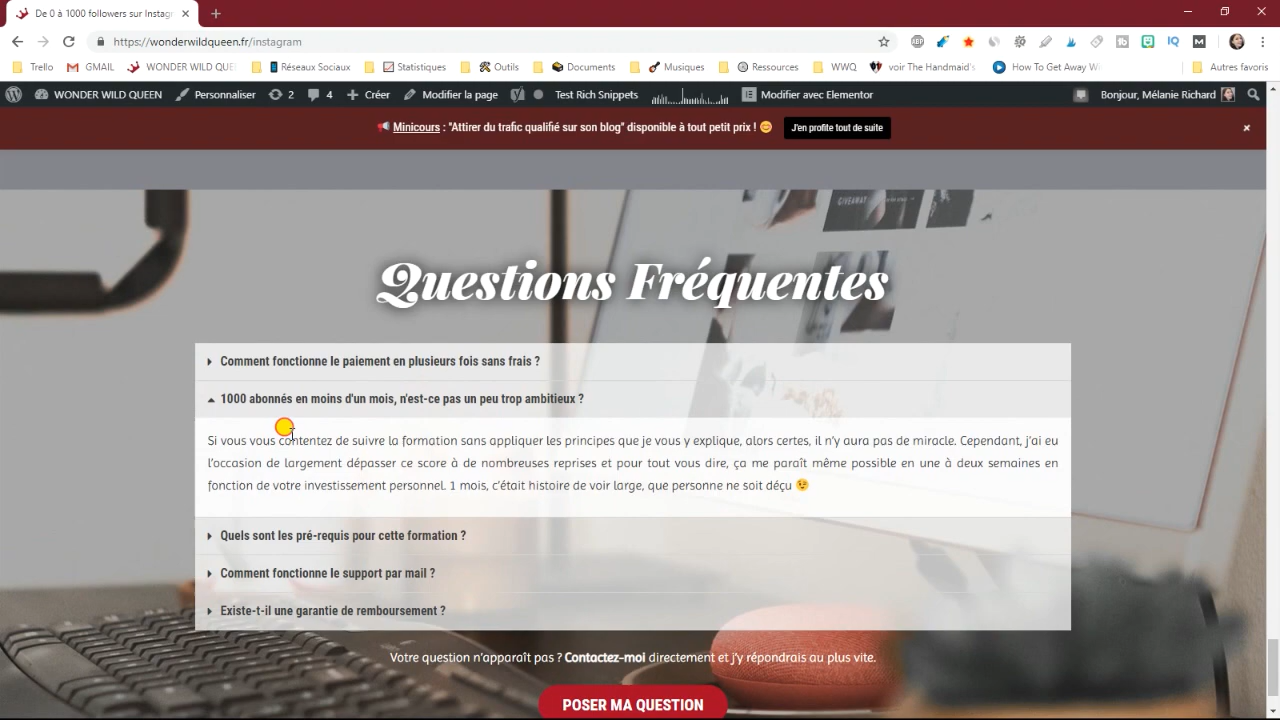 De 0 à 1000 followers sur Instagr
https://wonderwildqueen.fr/instagram
Trello GMAIL WONDER WILD QUE Réseaux Sociaux Statistiques Outils Documents Musiques Ressources WWQ voir The Handmaid's How To Get Away W Autres favoris
WONDER WILD QUEEN Personnaliser 2 4 Créer Modifier la page Test Rich Snippets Modifier avec Elementor Bonjour, Mélanie Richard
Minicours : "Attirer du trafic qualifié sur son blog" disponible à tout petit prix ! J'en profite tout de suite
GIVEAWAY
Questions Fréquentes
Comment fonctionne le paiement en plusieurs fois sans frais ?
1000 abonnés en moins d'un mois, n'est-ce pas un peu trop ambitieux ?
Si vous vous contentez de suivre la formation sans appliquer les principes que je vous y explique, alors certes, il n'y aura pas de miracle. Cependant, j'ai eu
l'occasion de largement dépasser ce score à de nombreuses reprises et pour tout vous dire, ça me paraît même possible en une à deux semaines en
fonction de votre investissement personnel. 1 mois, c'était histoire de voir large, que personne ne soit déçu 😉
Quels sont les pré-requis pour cette formation ?
Comment fonctionne le support par mail ?
Existe-t-il une garantie de remboursement ?
Votre question n'apparaît pas ? Contactez-moi directement et j'y répondrais au plus vite.
POSER MA QUESTION